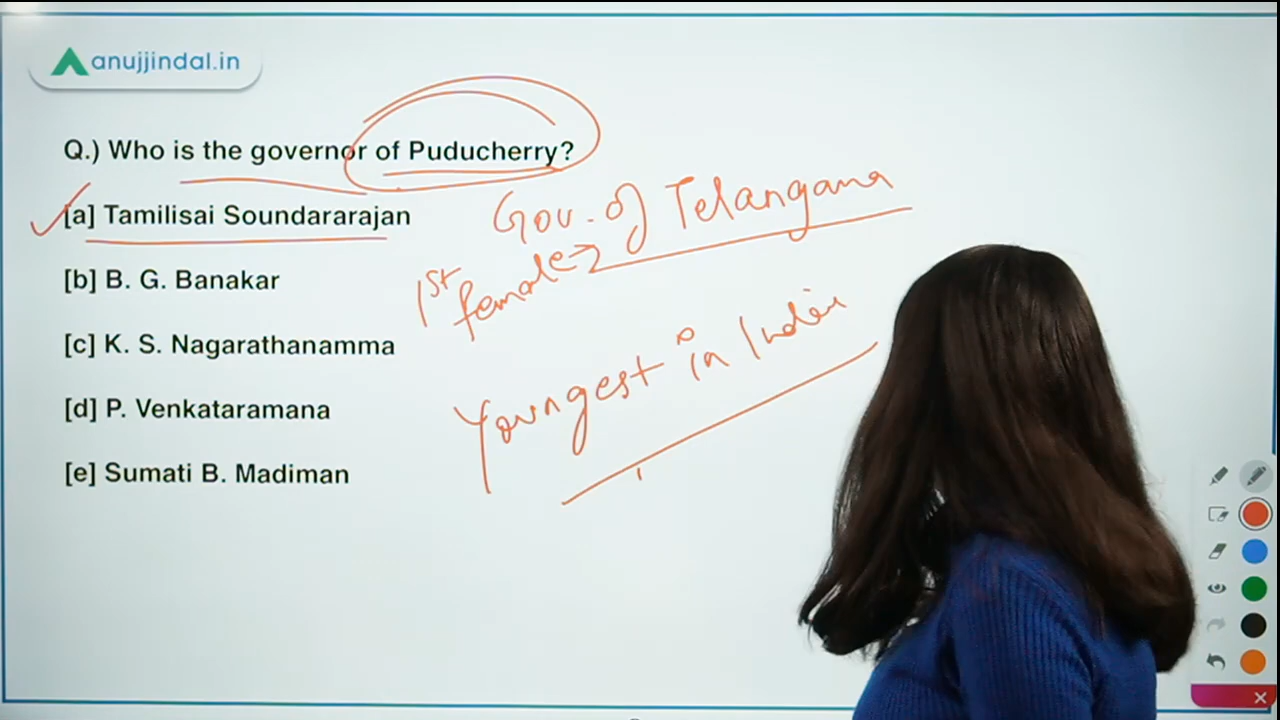 anujjindal.in
Q.) Who is the governor of Puducherry?
[a] Tamilisai Soundararajan
Gov. of Telangana
1st female
[b] B. G. Banakar
Youngest in India
[c] K. S. Nagarathanamma
[d] P. Venkataramana
[e] Sumati B. Madiman